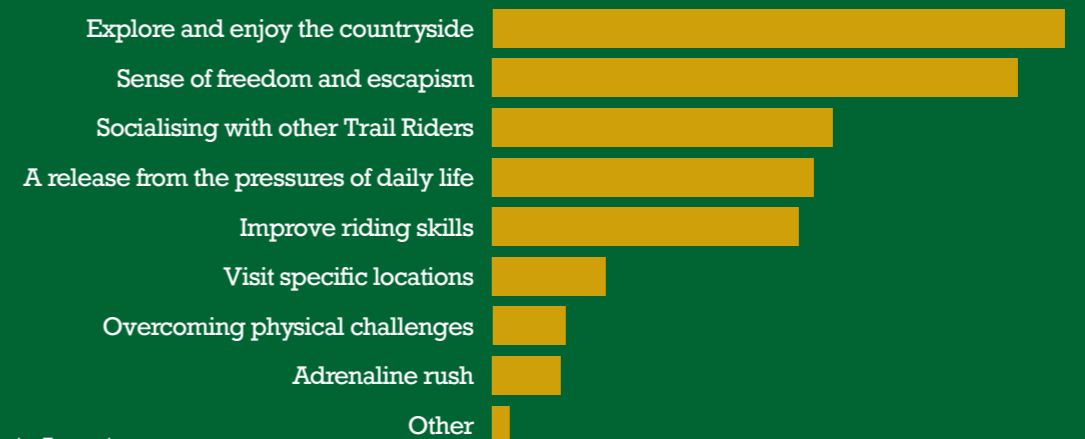 Explore and enjoy the countryside
Sense of freedom and escapism
Socialising with other Trail Riders
A release from the pressures of daily life
Improve riding skills
Visit specific locations
Overcoming physical challenges
Adrenaline rush
Other